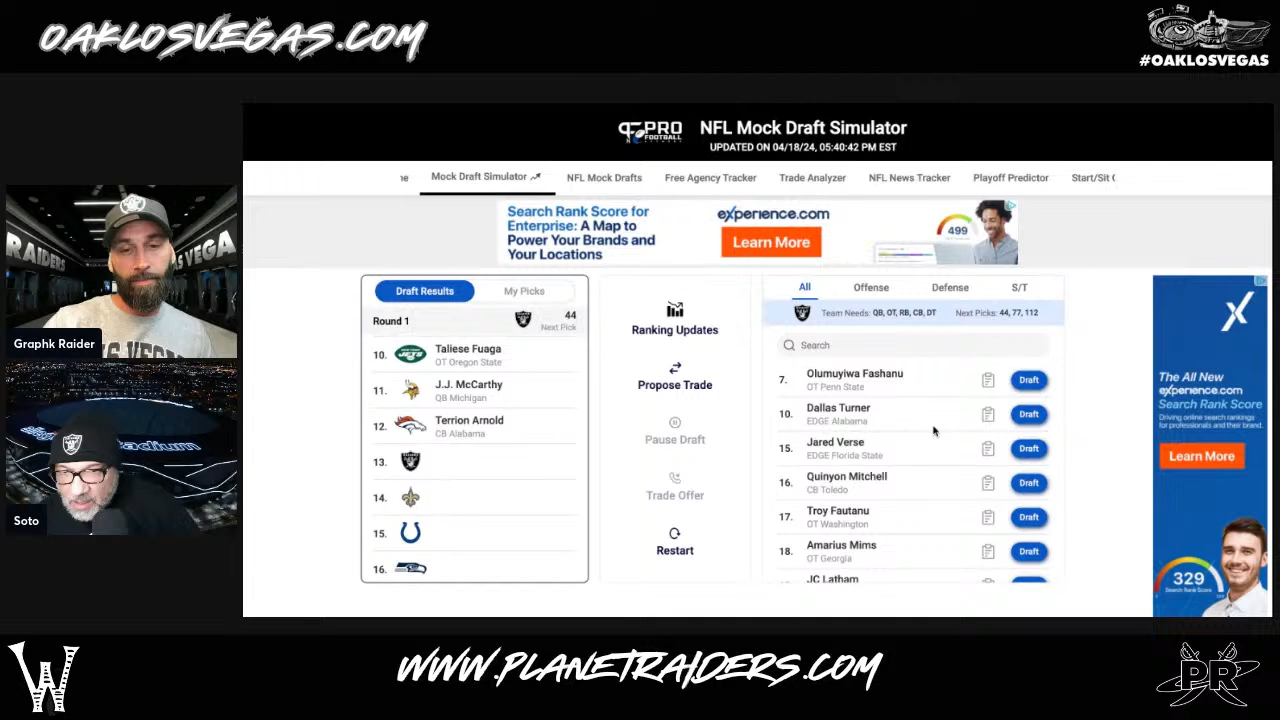 OAKLOSVEGAS.COM
#OAKLOSVEGAS
PRO
FOOTBALL
NETWORK
NFL Mock Draft Simulator
UPDATED ON 04/18/24, 05:40:42 PM EST
ne
Mock Draft Simulator
NFL Mock Drafts
Free Agency Tracker
Trade Analyzer
NFL News Tracker
Playoff Predictor
Start/Sit (
Search Rank Score for
Enterprise: A Map to
Power Your Brands and
Your Locations
experience.com
Learn More
499
Draft Results
My Picks
Round 1
44
Next Pick
10. Taliese Fuaga
OT Oregon State
11. J.J. McCarthy
QB Michigan
12. Terrion Arnold
CB Alabama
13.
14.
15.
16.
Ranking Updates
Propose Trade
Pause Draft
Trade Offer
Restart
All
Offense
Defense
S/T
Team Needs: QB, OT, RB, CB, DT
Next Picks: 44, 77, 112
Search
7. Olumuyiwa Fashanu Draft
OT Penn State
10. Dallas Turner Draft
EDGE Alabama
15. Jared Verse Draft
EDGE Florida State
16. Quinyon Mitchell Draft
CB Toledo
17. Troy Fautanu Draft
OT Washington
18. Amarius Mims Draft
OT Georgia
JC Latham
X
The All New
experience.com
Search Rank Score
Learn More
329
Search Rank Score
RAIDERS
VEGA
Graphk Raider
Stadium
Soto
W
WWW.PLANETRAIDERS.COM
PR